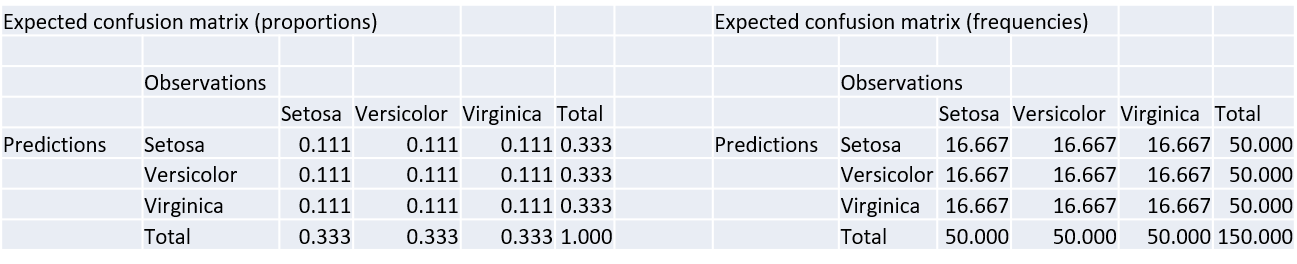 Expected confusion matrix (proportions) Expected confusion matrix (frequencies)
Observations Observations
Setosa Versicolor Virginica Total Setosa Versicolor Virginica Total
Predictions Setosa 0.111 0.111 0.111 0.333 Predictions Setosa 16.667 16.667 16.667 50.000
Versicolor 0.111 0.111 0.111 0.333 Versicolor 16.667 16.667 16.667 50.000
Virginica 0.111 0.111 0.111 0.333 Virginica 16.667 16.667 16.667 50.000
Total 0.333 0.333 0.333 1.000 Total 50.000 50.000 50.000 150.000